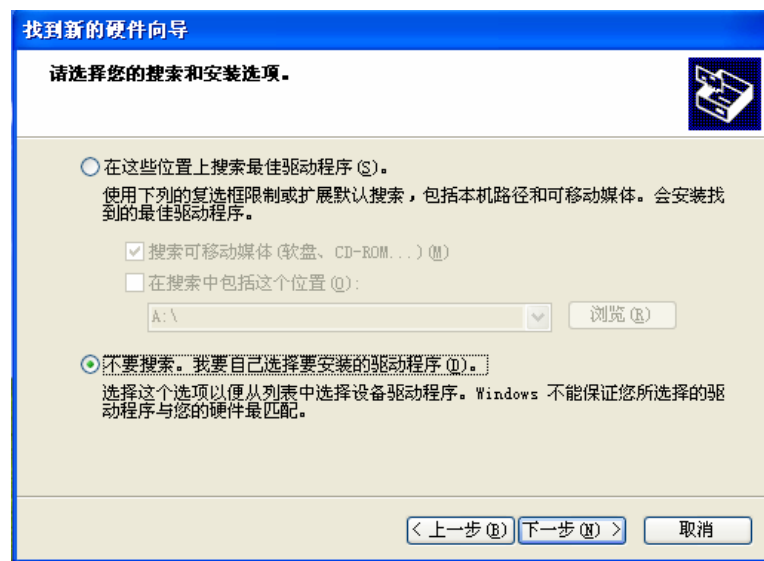 找到新的硬件向导
请选择您的搜索和安装选项。
在这些位置上搜索最佳驱动程序(S)。
使用下列的复选框限制或扩展默认搜索，包括本机路径和可移动媒体。会安装找
到的最佳驱动程序。
搜索可移动媒体(软盘、CD-ROM...)(M)
在搜索中包括这个位置(O):
A:\
浏览(R)
不要搜索。我要自己选择要安装的驱动程序(D)。
选择这个选项以便从列表中选择设备驱动程序。Windows 不能保证您所选择的驱
动程序与您的硬件最匹配。
< 上一步(B) 下一步(N) > 取消